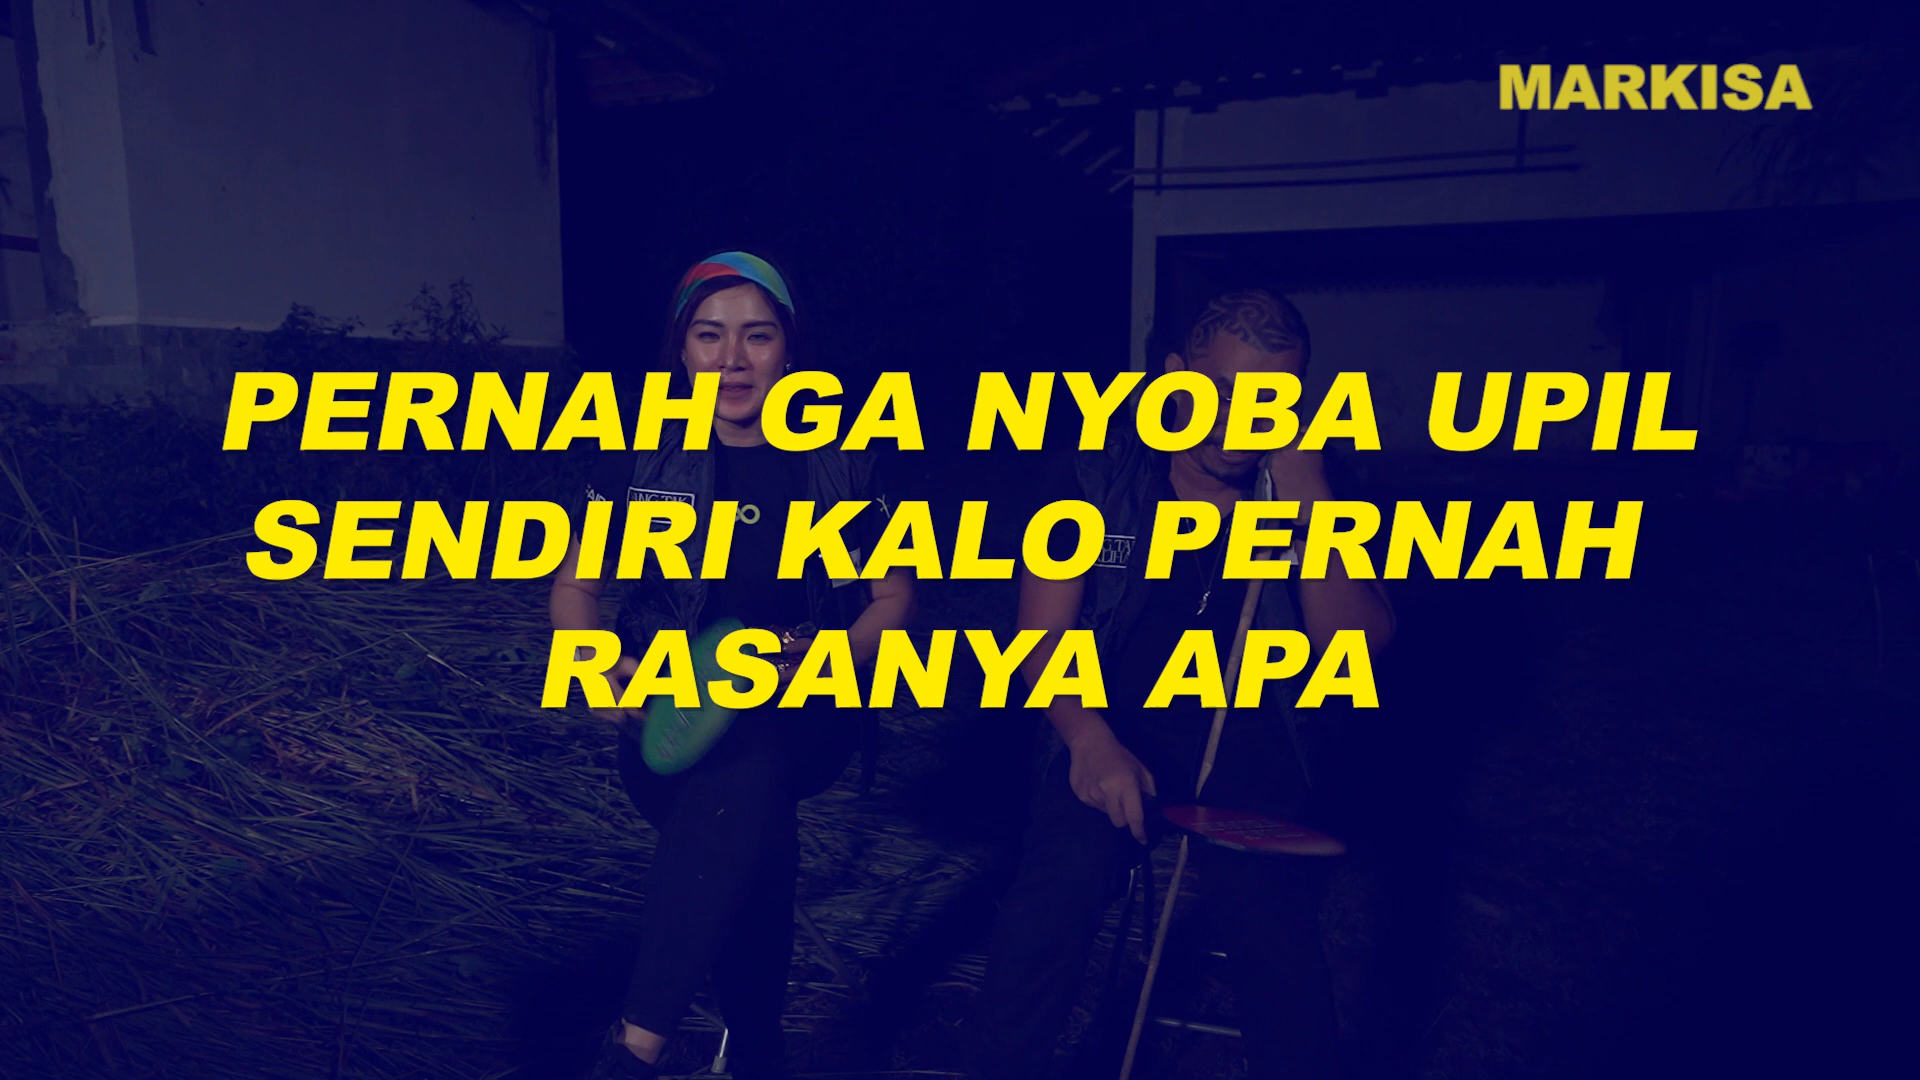 MARKISA
PERNAH GA NYOBA UPIL
SENDIRI KALO PERNAH
RASANYA APA